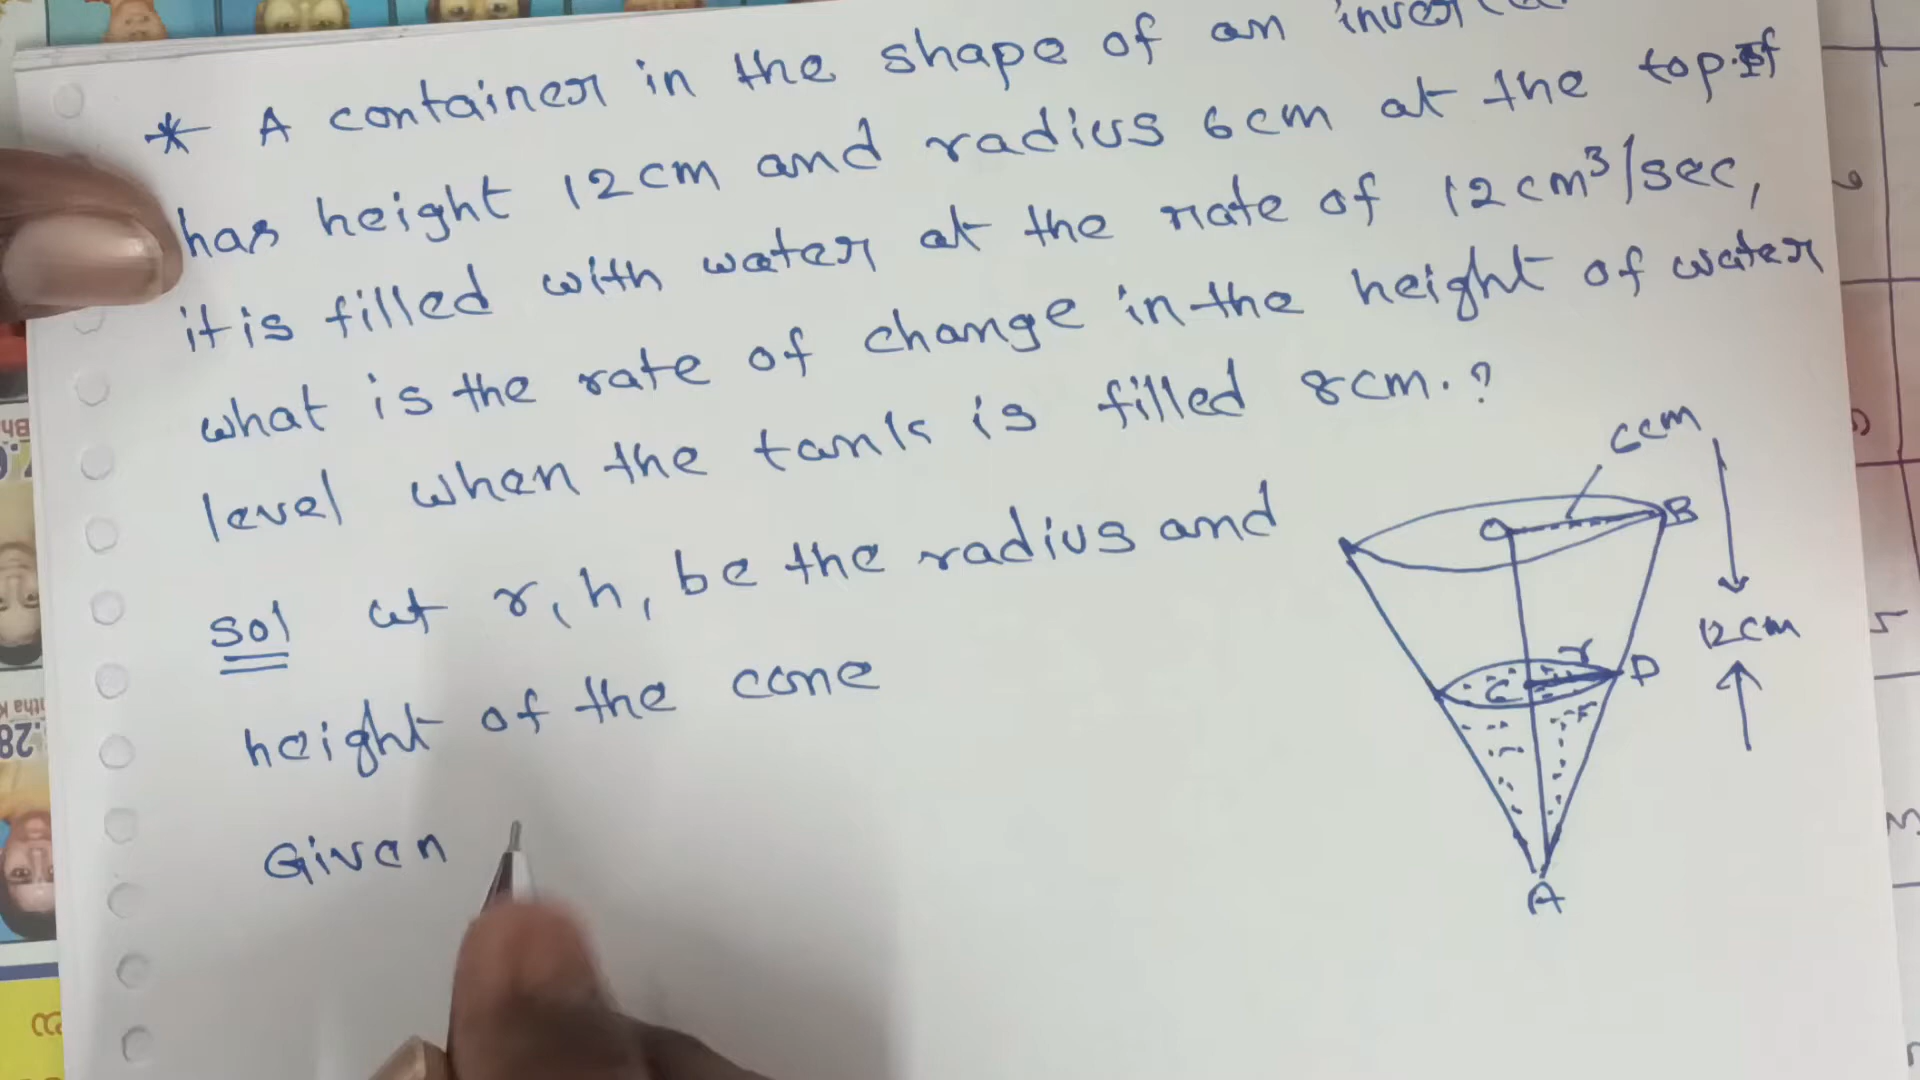 * A container in the shape of an
has height 12cm and radius 6cm at the top. If
it is filled with water at the rate of 12cm³/sec,
what is the rate of change in the height of water
level when the tank is filled 8cm.?
6cm
O B
sol let r, h, be the radius and
12cm
r
C D
height of the cone
Given
A
28.